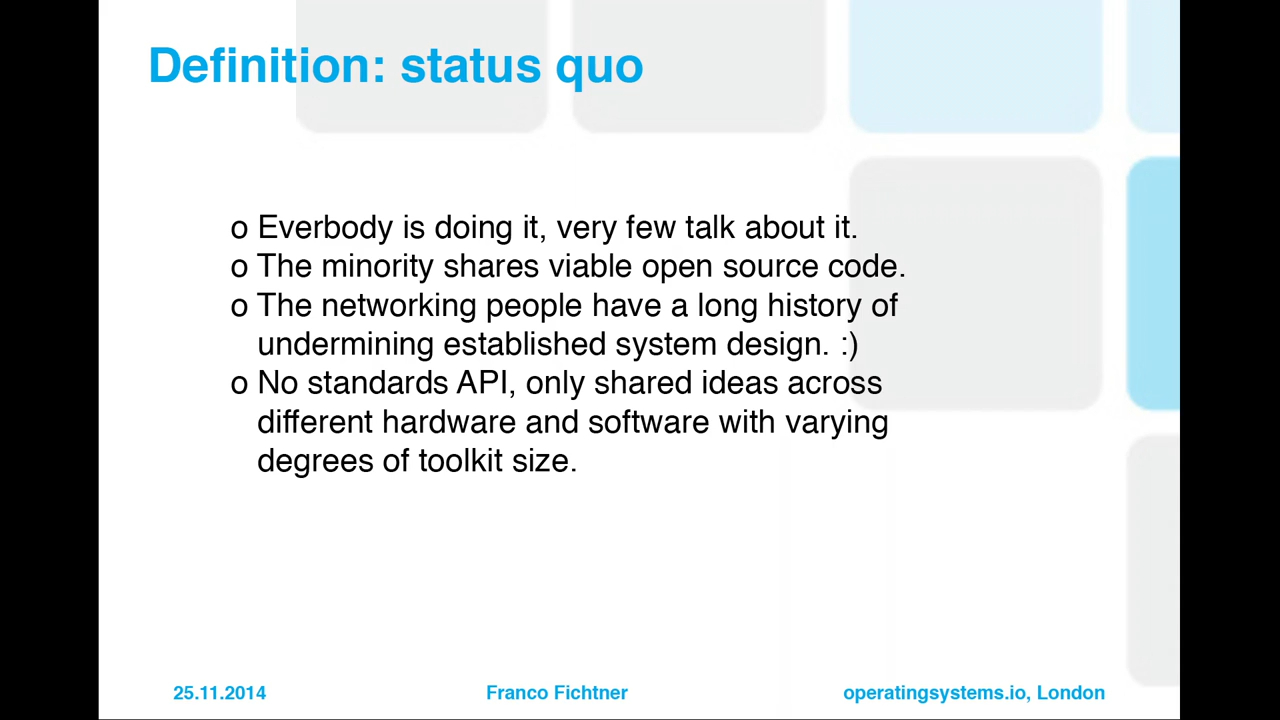 Definition: status quo
o Everbody is doing it, very few talk about it.
o The minority shares viable open source code.
o The networking people have a long history of
undermining established system design. :)
o No standards API, only shared ideas across
different hardware and software with varying
degrees of toolkit size.
25.11.2014 Franco Fichtner operatingsystems.io, London